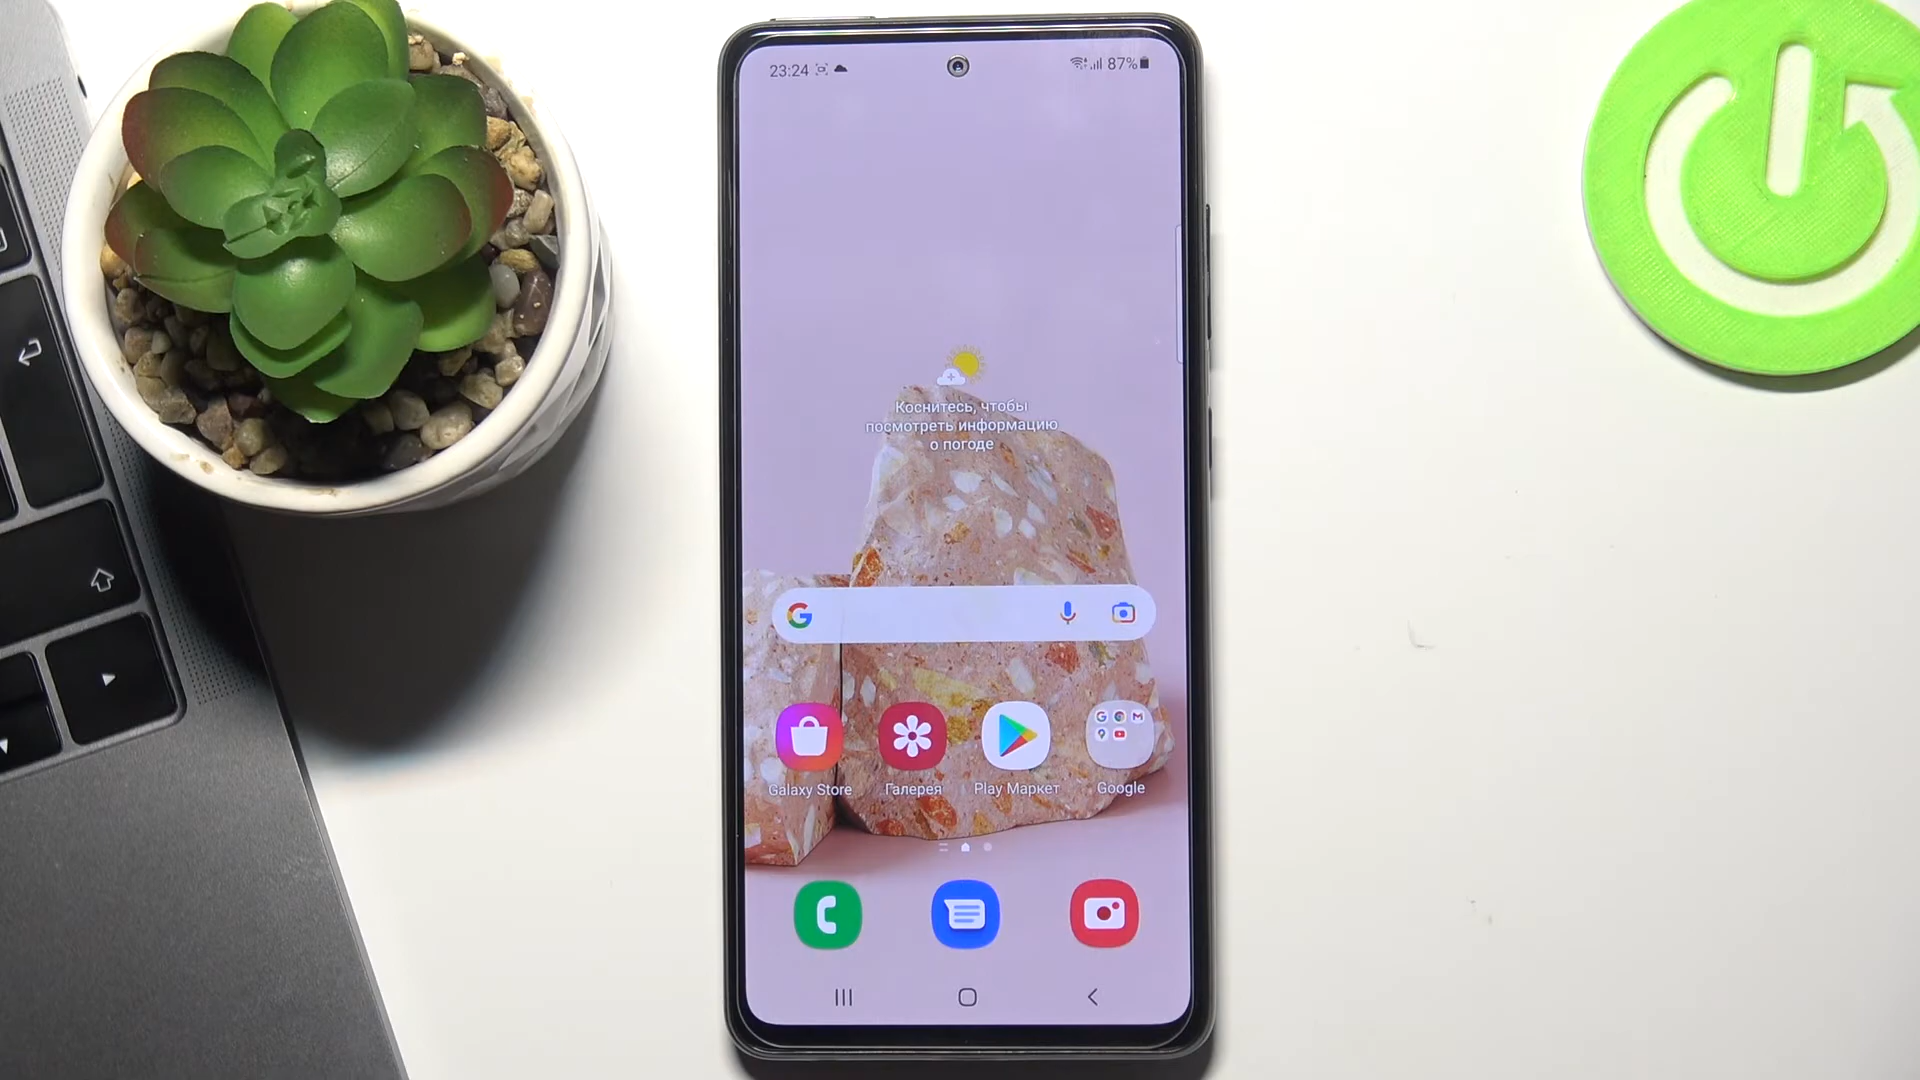 23:24
87%
Коснитесь, чтобы
посмотреть информацию
о погоде
Galaxy Store
Галерея
Play Маркет
Google